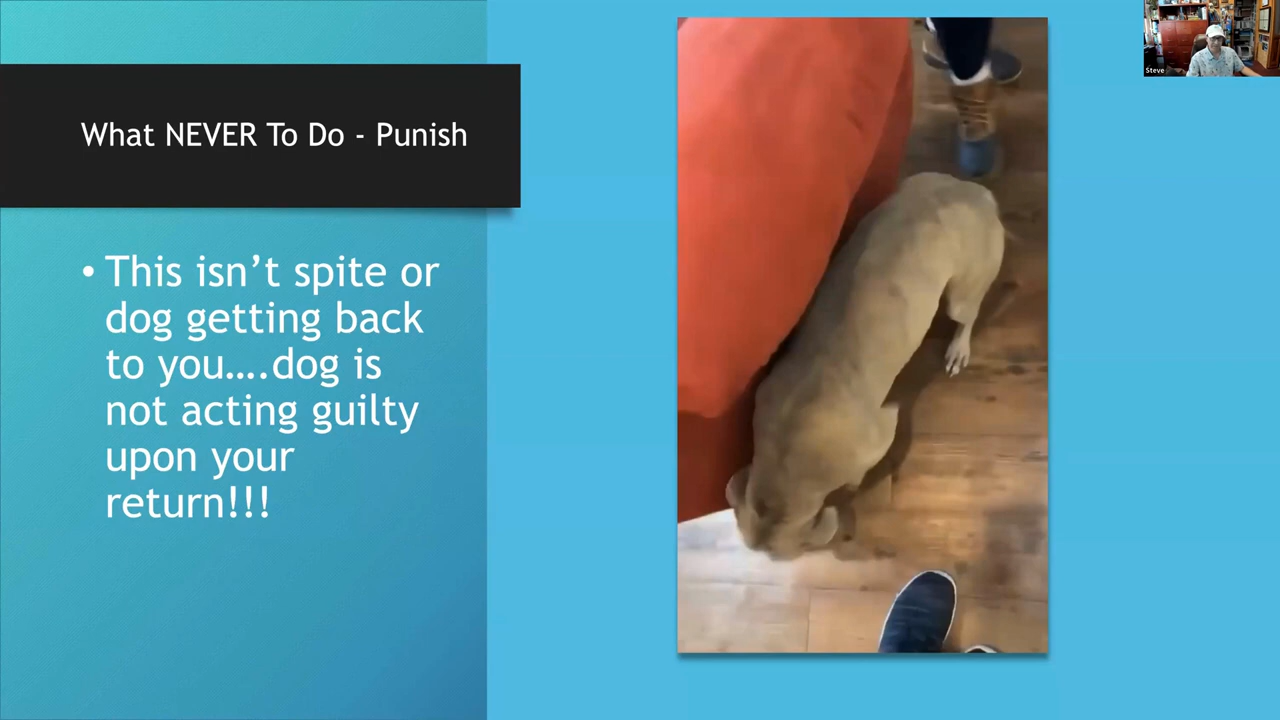 What NEVER To Do - Punish
• This isn’t spite or
dog getting back
to you….dog is
not acting guilty
upon your
return!!!
Steve